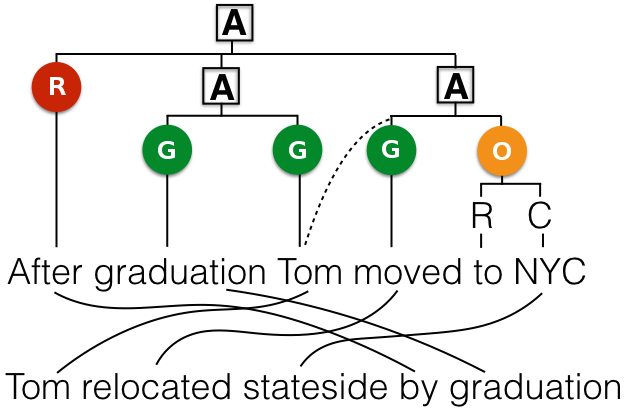 A
R A A
G G G O
R C
After graduation Tom moved to NYC
Tom relocated stateside by graduation